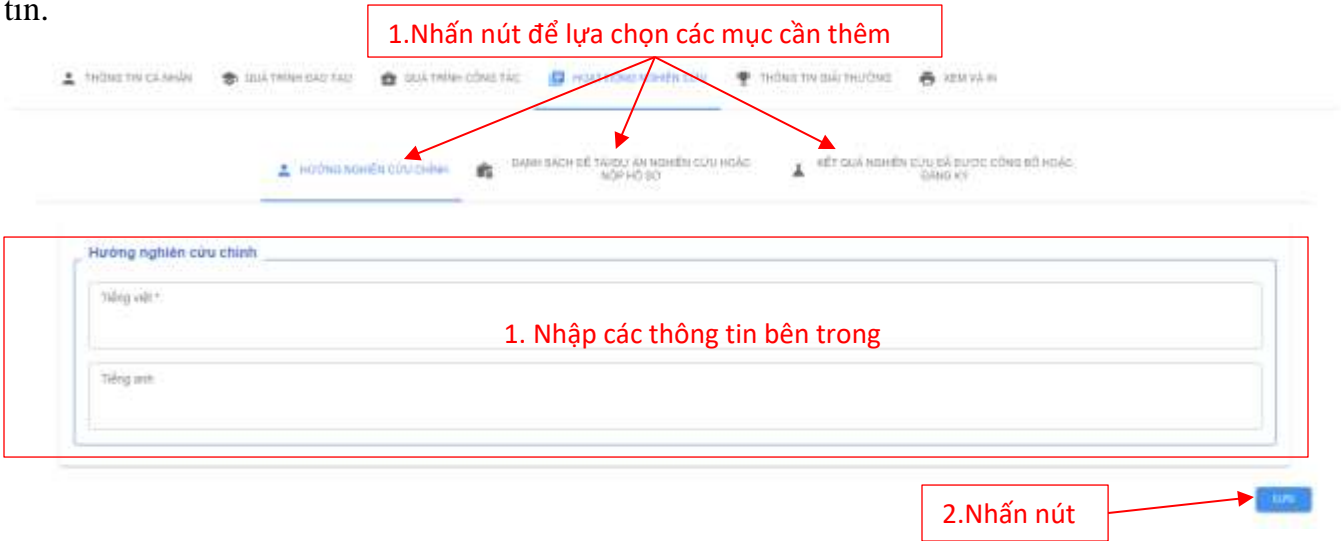 tin.
1.Nhấn nút để lựa chọn các mục cần thêm
THÔNG TIN CÁ NHÂN QUÁ TRÌNH ĐÀO TẠO QUÁ TRÌNH CÔNG TÁC HOẠT ĐỘNG NGHIÊN CỨU THÔNG TIN GIẢI THƯỞNG XEM VÀ IN
HƯỚNG NGHIÊN CỨU CHÍNH
DANH SÁCH ĐỀ TÀI/DỰ ÁN NGHIÊN CỨU HOẶC
NỘP HỒ SƠ
KẾT QUẢ NGHIÊN CỨU ĐÃ ĐƯỢC CÔNG BỐ HOẶC
ĐĂNG KÝ
Hướng nghiên cứu chính
Tiếng việt *
1. Nhập các thông tin bên trong
Tiếng anh
2.Nhấn nút
LƯU